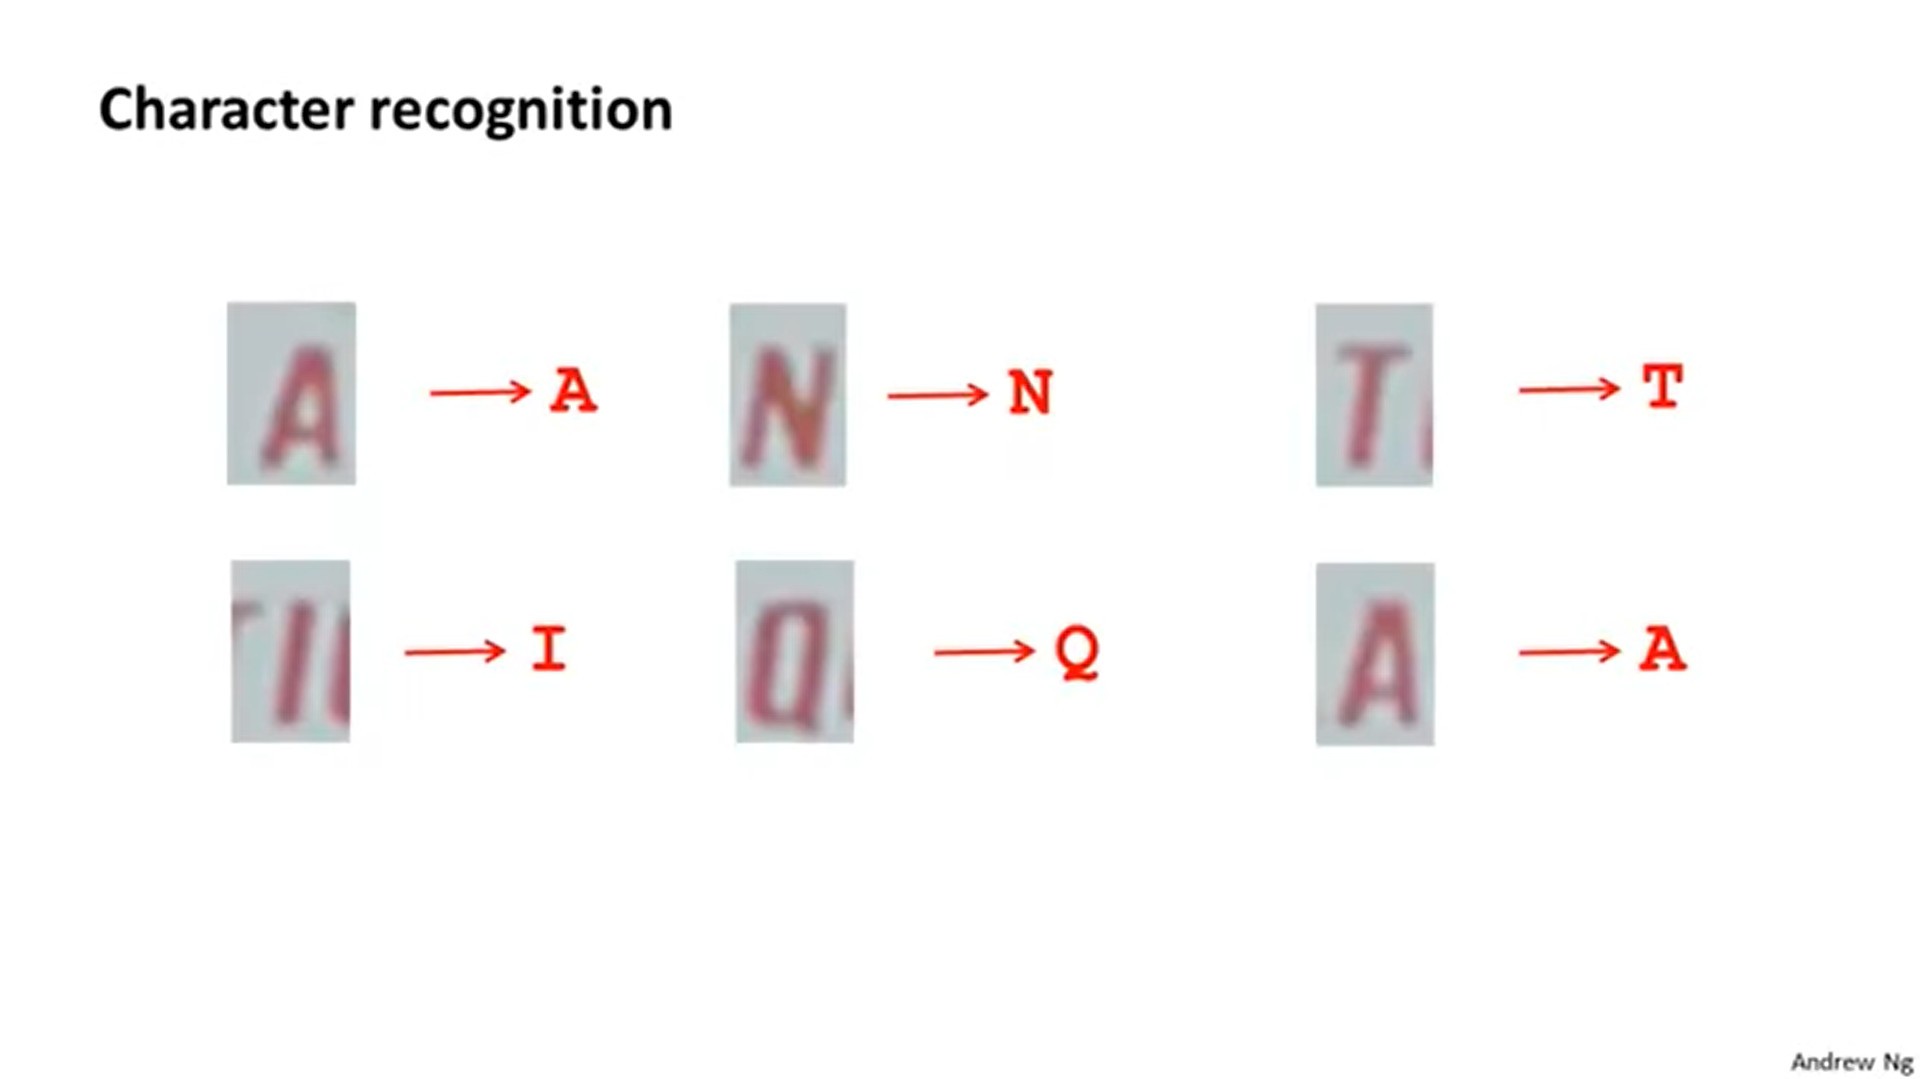 Character recognition
A → A N → N T → T
I → I Q → Q A → A
Andrew Ng